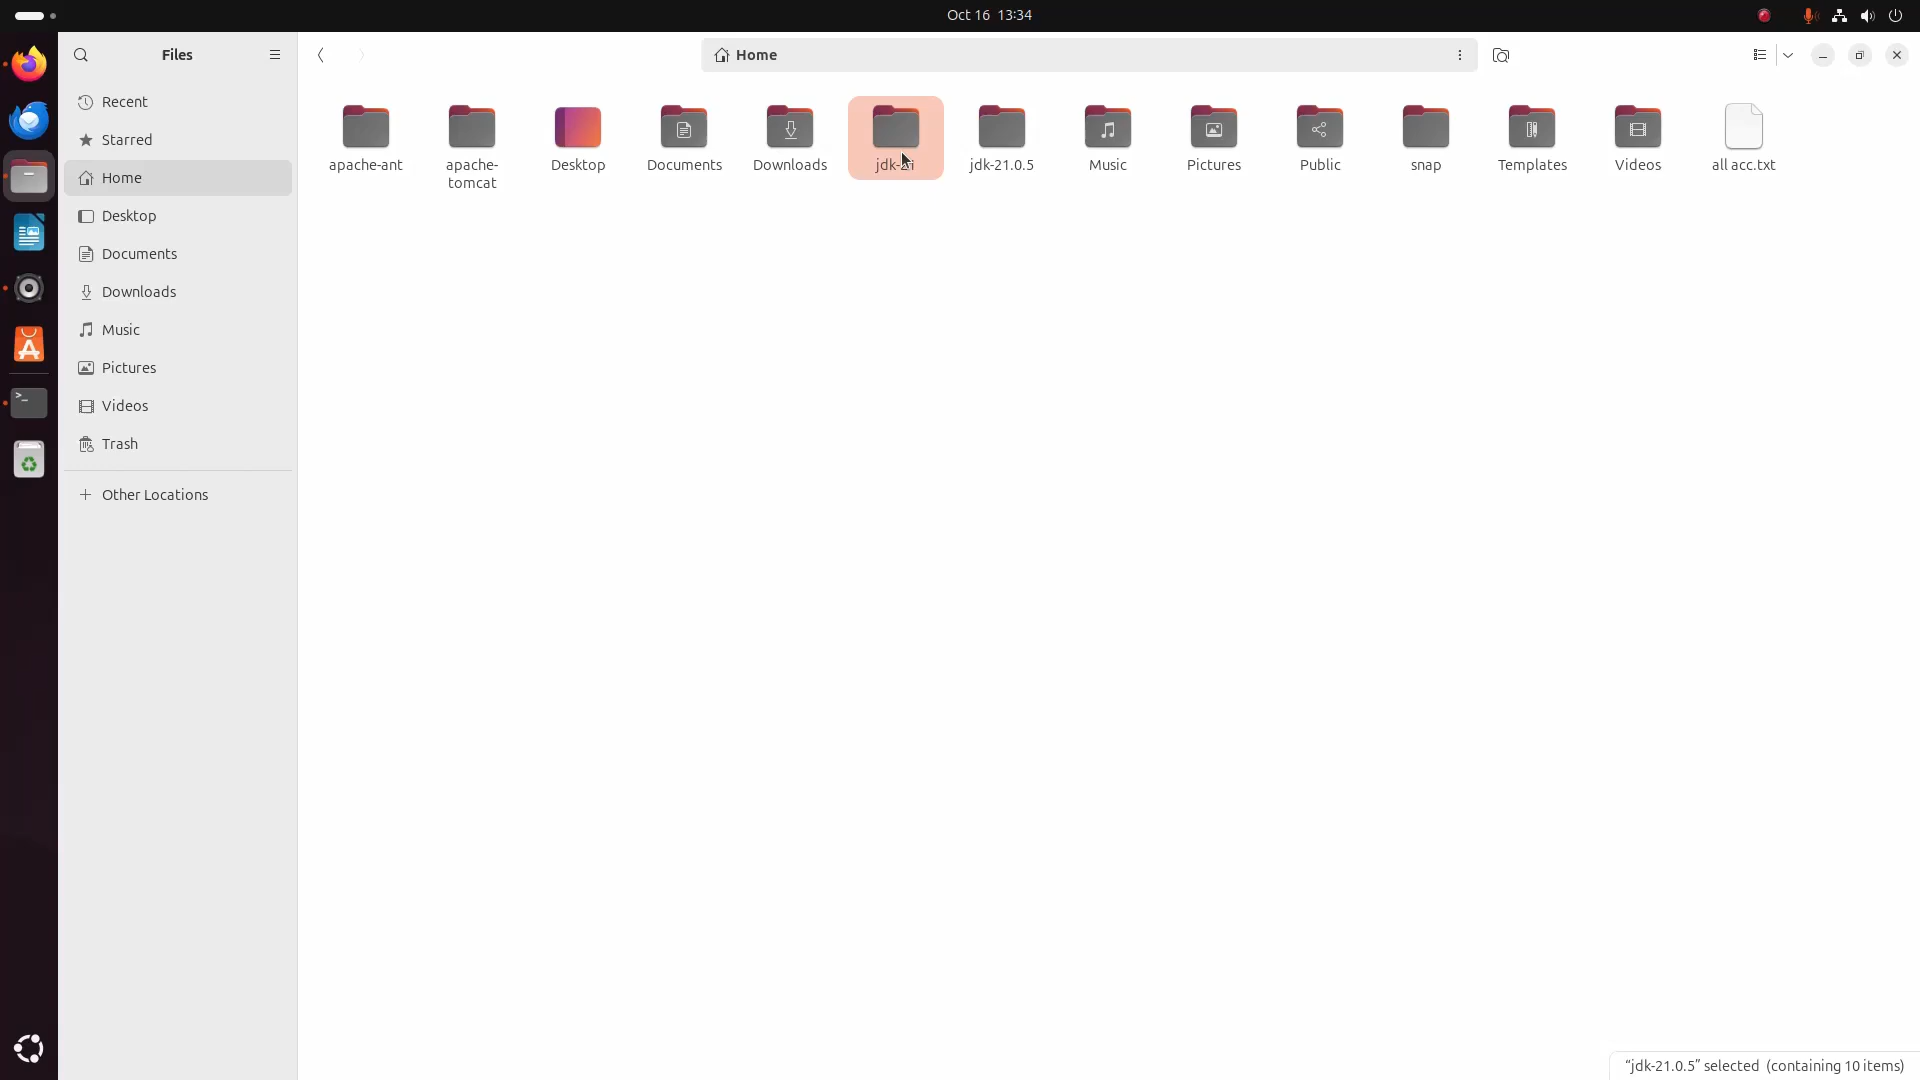 Oct 16 13:34
Files
Home
Recent
Starred
Home
Desktop
Documents
Downloads
Music
Pictures
Videos
Trash
Other Locations
apache-ant
apache-
tomcat
Desktop
Documents
Downloads
jdk-21.0.5
Music
Pictures
Public
snap
Templates
Videos
all acc.txt
“jdk-21.0.5” selected (containing 10 items)